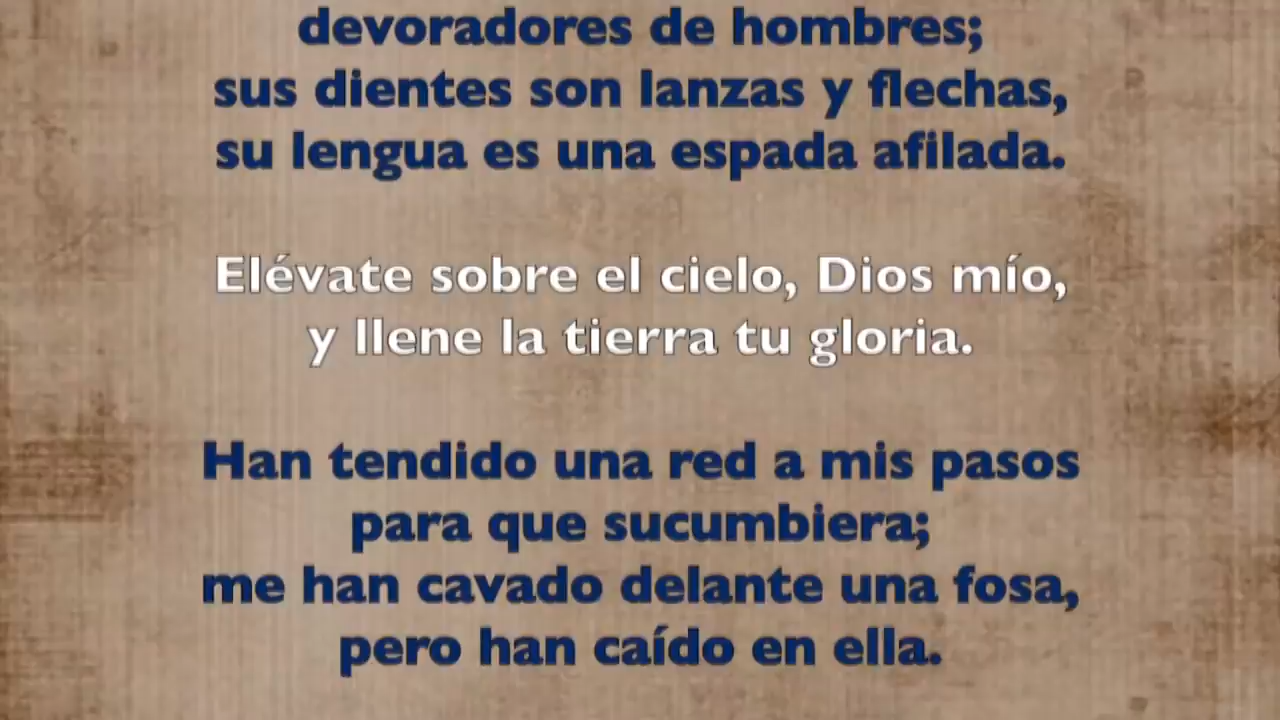 devoradores de hombres;
sus dientes son lanzas y flechas,
su lengua es una espada afilada.
Elévate sobre el cielo, Dios mío,
y llene la tierra tu gloria.
Han tendido una red a mis pasos
para que sucumbiera;
me han cavado delante una fosa,
pero han caído en ella.